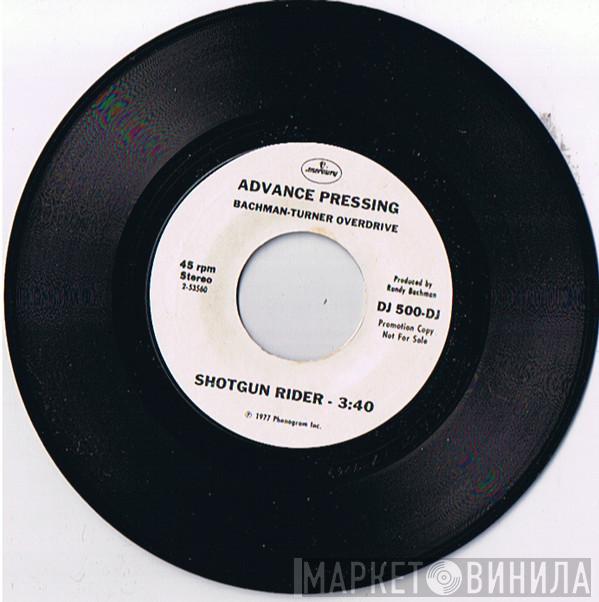 mercury
ADVANCE PRESSING
BACHMAN-TURNER OVERDRIVE
45 rpm
Stereo
2-53560
Produced by
Randy Bachman
DJ 500-DJ
Promotion Copy
Not For Sale
SHOTGUN RIDER - 3:40
℗ 1977 Phonogram Inc.
МАРКЕТ ВИНИЛА